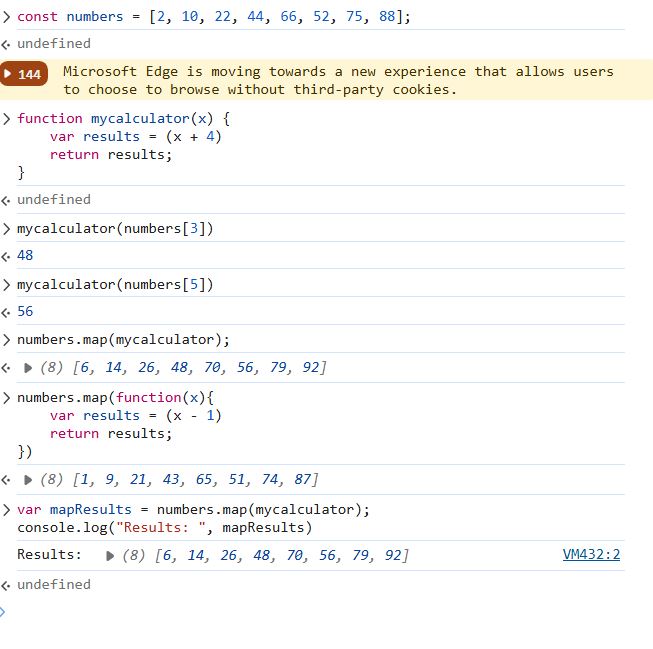 const numbers = [2, 10, 22, 44, 66, 52, 75, 88];
undefined
144 Microsoft Edge is moving towards a new experience that allows users
to choose to browse without third-party cookies.
function mycalculator(x) {
    var results = (x + 4)
    return results;
}
undefined
mycalculator(numbers[3])
48
mycalculator(numbers[5])
56
numbers.map(mycalculator);
(8) [6, 14, 26, 48, 70, 56, 79, 92]
numbers.map(function(x){
    var results = (x - 1)
    return results;
})
(8) [1, 9, 21, 43, 65, 51, 74, 87]
var mapResults = numbers.map(mycalculator);
console.log("Results: ", mapResults)
Results: (8) [6, 14, 26, 48, 70, 56, 79, 92] VM432:2
undefined